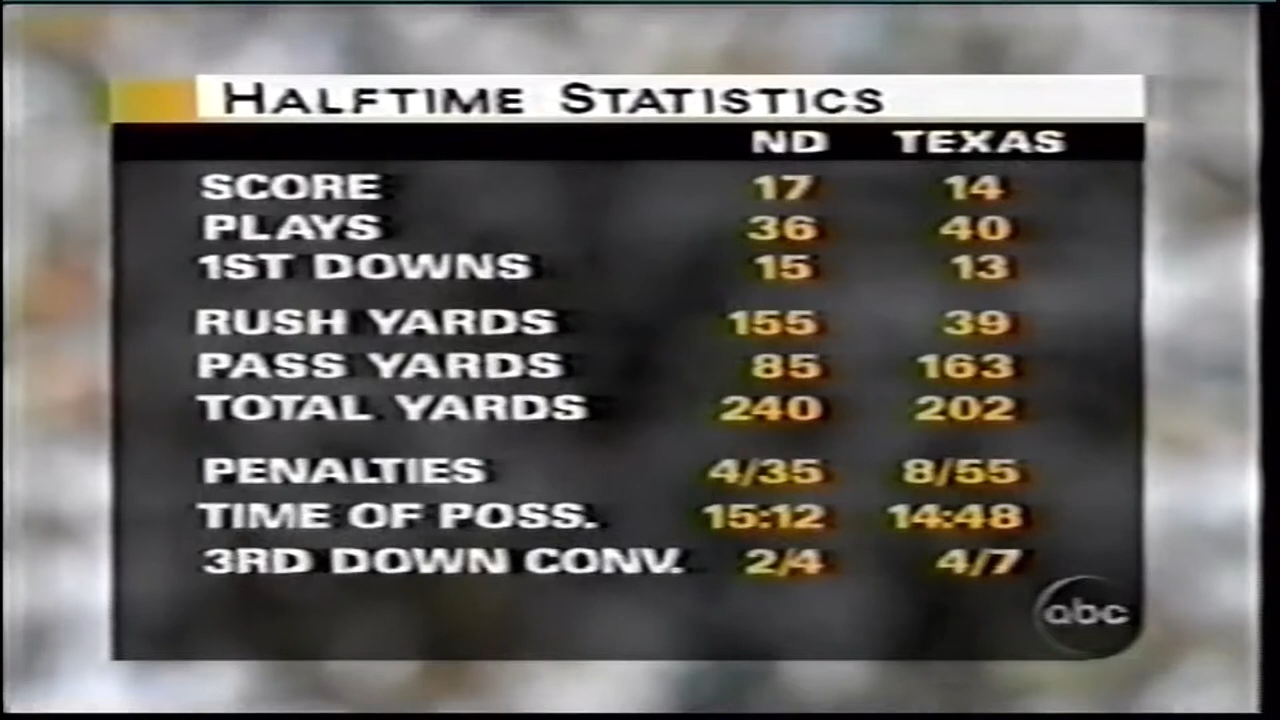 HALFTIME STATISTICS
ND TEXAS
SCORE 17 14
PLAYS 36 40
1ST DOWNS 15 13
RUSH YARDS 155 39
PASS YARDS 85 163
TOTAL YARDS 240 202
PENALTIES 4/35 8/55
TIME OF POSS. 15:12 14:48
3RD DOWN CONV. 2/4 4/7
abc